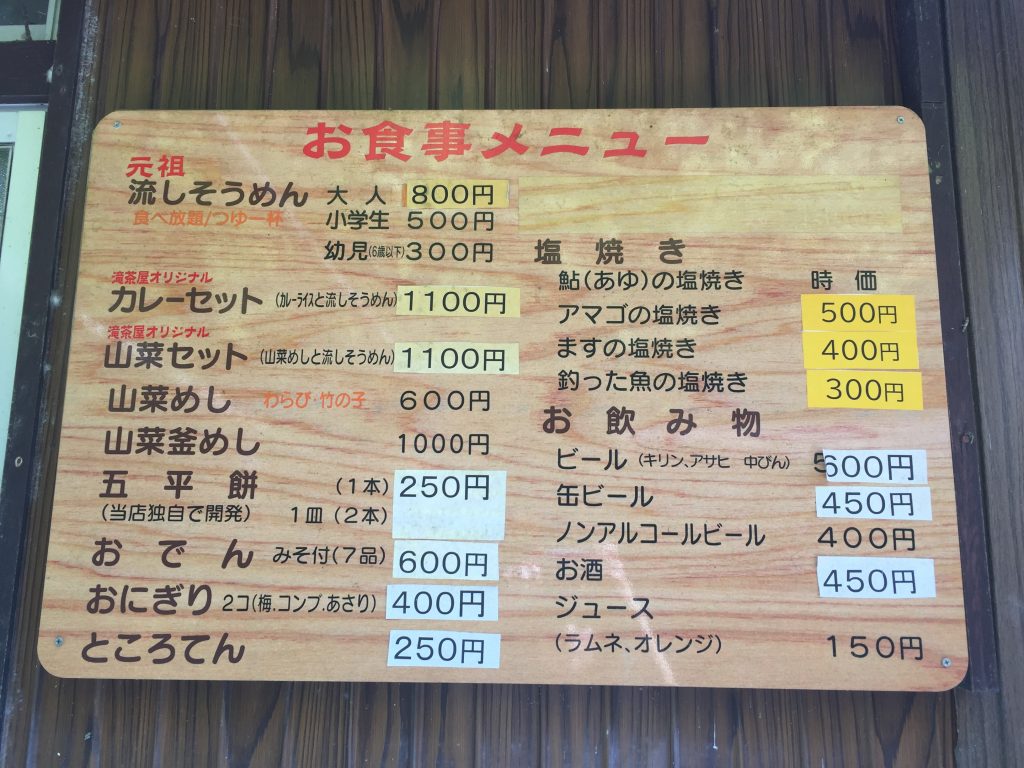 お食事メニュー
元祖
流しそうめん 大人 800円
食べ放題/つゆ一杯 小学生 500円
幼児(6歳以下)300円
滝茶屋オリジナル
カレーセット (カレーライスと流しそうめん) 1100円
滝茶屋オリジナル
山菜セット (山菜めしと流しそうめん) 1100円
山菜めし わらび・竹の子 600円
山菜釜めし 1000円
五平餅 (1本) 250円
(当店独自で開発) 1皿(2本)
おでん みそ付(7品) 600円
おにぎり 2コ(梅.コンブ.あさり) 400円
ところてん 250円
塩焼き
鮎(あゆ)の塩焼き 時価
アマゴの塩焼き 500円
ますの塩焼き 400円
釣った魚の塩焼き 300円
お飲み物
ビール (キリン、アサヒ 中びん) 5600円
缶ビール 450円
ノンアルコールビール 400円
お酒 450円
ジュース
(ラムネ、オレンジ) 150円